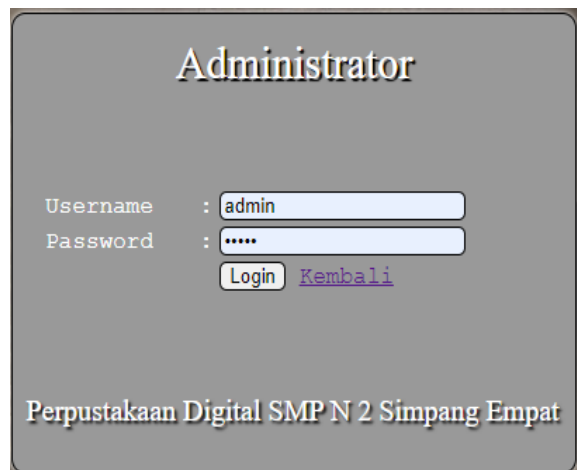 Administrator
Username : admin
Password : •••••
Login Kembali
Perpustakaan Digital SMP N 2 Simpang Empat